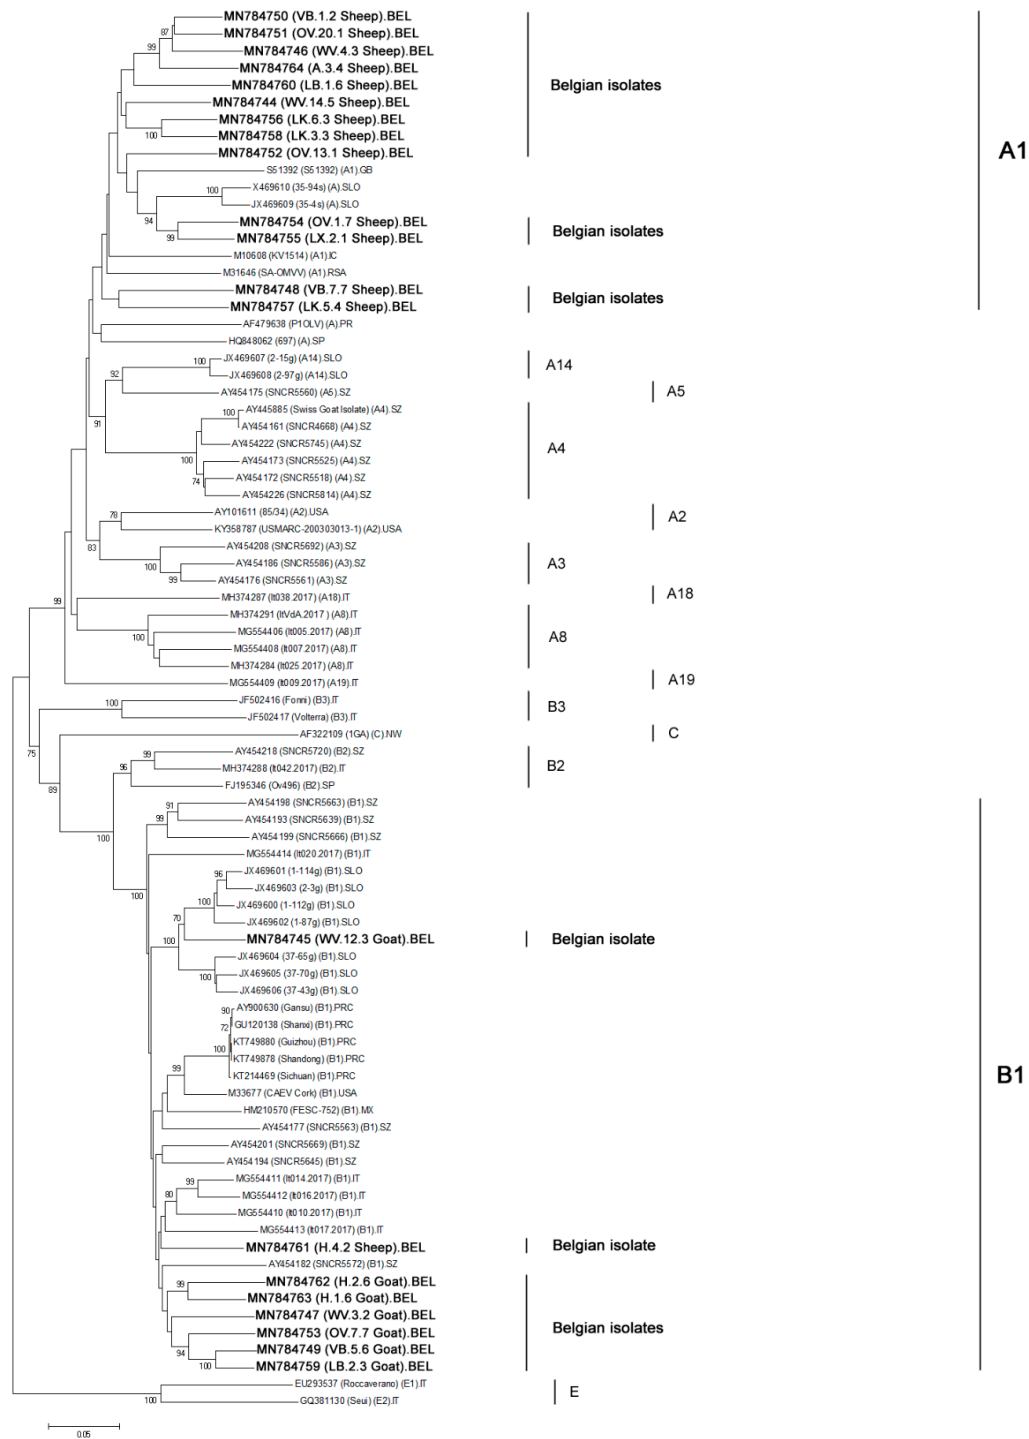 MN784750 (VB.1.2 Sheep).BEL
87
MN784751 (OV.20.1 Sheep).BEL
99
MN784746 (WV.4.3 Sheep).BEL
MN784764 (A.3.4 Sheep).BEL
MN784760 (LB.1.6 Sheep).BEL
Belgian isolates
MN784744 (WV.14.5 Sheep).BEL
MN784756 (LK.6.3 Sheep).BEL
100
MN784758 (LK.3.3 Sheep).BEL
A1
MN784752 (OV.13.1 Sheep).BEL
S51392 (S51392) (A1).GB
X469610 (35-94s) (A).SLO
100
JX469609 (35-4s) (A).SLO
94
MN784754 (OV.1.7 Sheep).BEL
Belgian isolates
99
MN784755 (LX.2.1 Sheep).BEL
M10608 (KV1514) (A1).IC
M31646 (SA-OMVV) (A1).RSA
MN784748 (VB.7.7 Sheep).BEL
Belgian isolates
MN784757 (LK.5.4 Sheep).BEL
AF479638 (P1OLV) (A).PR
HQ848062 (697) (A).SP
JX469607 (2-15g) (A14).SLO
100
A14
92
JX469608 (2-97g) (A14).SLO
AY454175 (SNCR5560) (A5).SZ
A5
AY445885 (Swiss Goat Isolate) (A4).SZ
100
91
AY454161 (SNCR4668) (A4).SZ
AY454222 (SNCR5745) (A4).SZ
A4
100
AY454173 (SNCR5525) (A4).SZ
74
AY454172 (SNCR5518) (A4).SZ
AY454226 (SNCR5814) (A4).SZ
AY101611 (85/34) (A2).USA
78
A2
KY358787 (USMARC-200303013-1) (A2).USA
83
AY454208 (SNCR5692) (A3).SZ
100
AY454186 (SNCR5586) (A3).SZ
A3
99
AY454176 (SNCR5561) (A3).SZ
99
MH374287 (It038.2017) (A18).IT
A18
MH374291 (ItVdA.2017 ) (A8).IT
100
MG554406 (It005.2017) (A8).IT
A8
MG554408 (It007.2017) (A8).IT
MH374284 (It025.2017) (A8).IT
MG554409 (It009.2017) (A19).IT
A19
100
JF502416 (Fonni) (B3).IT
B3
JF502417 (Volterra) (B3).IT
AF322109 (1GA) (C).NW
C
75
99
AY454218 (SNCR5720) (B2).SZ
96
MH374288 (It042.2017) (B2).IT
B2
89
FJ195346 (Ov496) (B2).SP
91
AY454198 (SNCR5663) (B1).SZ
99
AY454193 (SNCR5639) (B1).SZ
100
AY454199 (SNCR5666) (B1).SZ
MG554414 (It020.2017) (B1).IT
JX469601 (1-114g) (B1).SLO
96
JX469603 (2-3g) (B1).SLO
100
100
JX469600 (1-112g) (B1).SLO
70
JX469602 (1-87g) (B1).SLO
100
MN784745 (WV.12.3 Goat).BEL
Belgian isolate
JX469604 (37-65g) (B1).SLO
100
JX469605 (37-70g) (B1).SLO
JX469606 (37-43g) (B1).SLO
90
AY900630 (Gansu) (B1).PRC
72
GU120138 (Shanxi) (B1).PRC
KT749880 (Guizhou) (B1).PRC
100
KT749878 (Shandong) (B1).PRC
99
KT214469 (Sichuan) (B1).PRC
B1
M33677 (CAEV Cork) (B1).USA
HM210570 (FESC-752) (B1).MX
AY454177 (SNCR5563) (B1).SZ
AY454201 (SNCR5669) (B1).SZ
AY454194 (SNCR5645) (B1).SZ
99
MG554411 (It014.2017) (B1).IT
80
MG554412 (It016.2017) (B1).IT
MG554410 (It010.2017) (B1).IT
MG554413 (It017.2017) (B1).IT
MN784761 (H.4.2 Sheep).BEL
Belgian isolate
AY454182 (SNCR5572) (B1).SZ
99
MN784762 (H.2.6 Goat).BEL
MN784763 (H.1.6 Goat).BEL
MN784747 (WV.3.2 Goat).BEL
Belgian isolates
MN784753 (OV.7.7 Goat).BEL
94
MN784749 (VB.5.6 Goat).BEL
100
MN784759 (LB.2.3 Goat).BEL
EU293537 (Roccaverano) (E1).IT
E
100
GQ381130 (Seui) (E2).IT
0.05